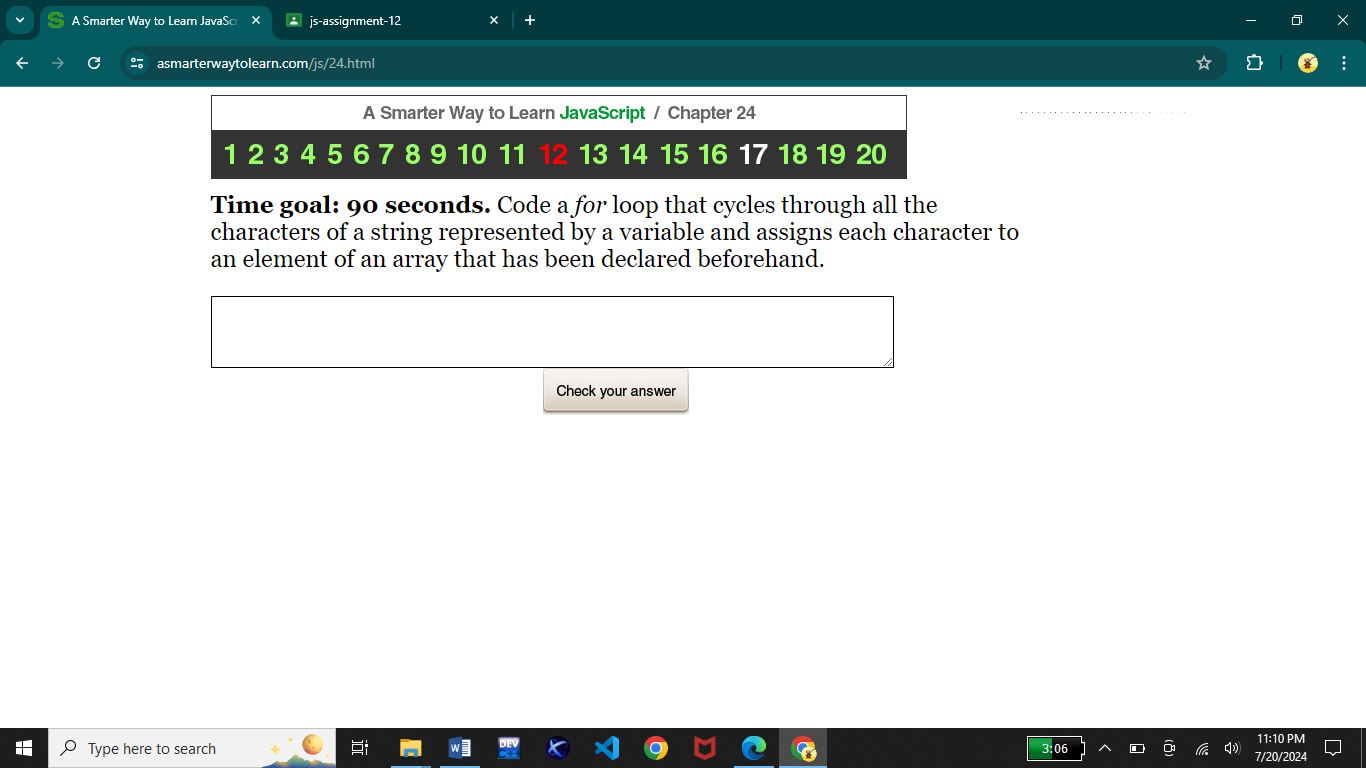 A Smarter Way to Learn JavaSc
js-assignment-12
asmarterwaytolearn.com/js/24.html
A Smarter Way to Learn JavaScript / Chapter 24
1 2 3 4 5 6 7 8 9 10 11 12 13 14 15 16 17 18 19 20
Time goal: 90 seconds. Code a for loop that cycles through all the
characters of a string represented by a variable and assigns each character to
an element of an array that has been declared beforehand.
Check your answer
Type here to search
DEV
3:06
11:10 PM
7/20/2024